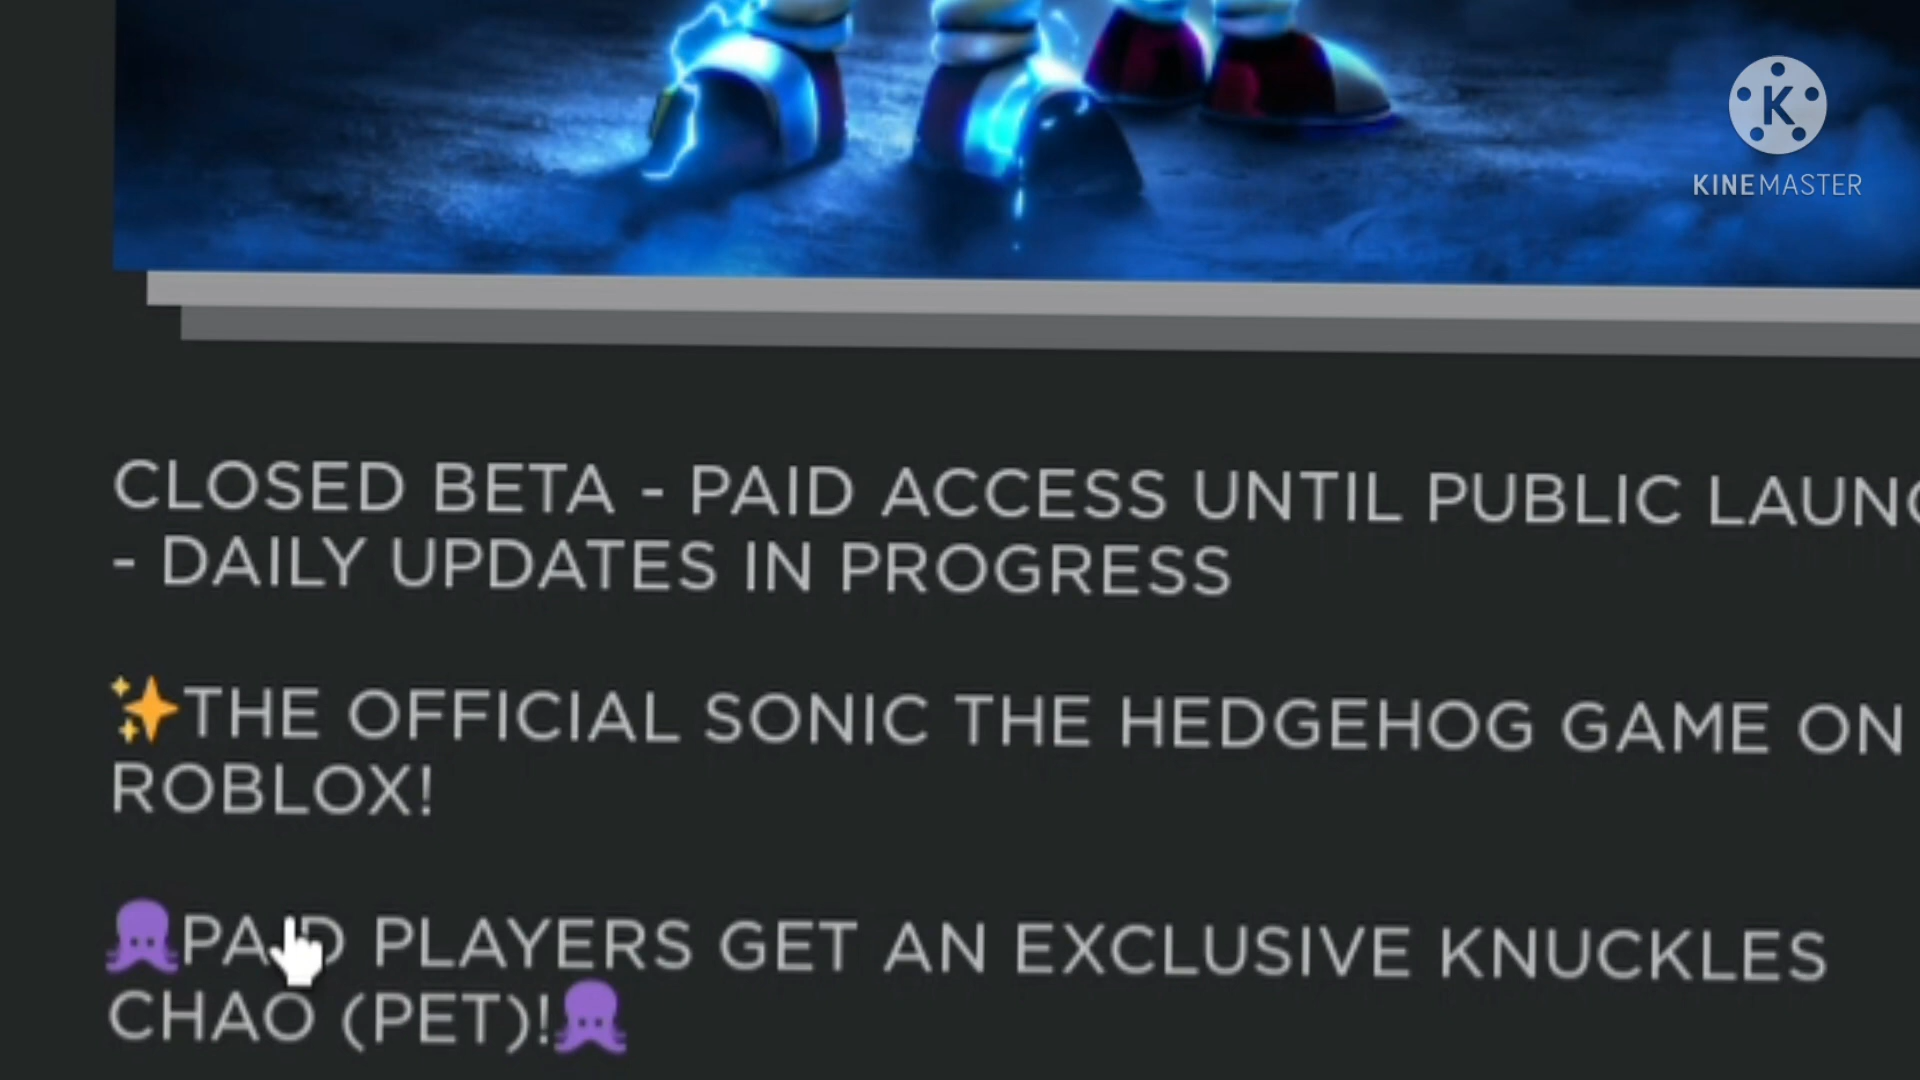 K
KINEMASTER
CLOSED BETA - PAID ACCESS UNTIL PUBLIC
- DAILY UPDATES IN PROGRESS
✨THE OFFICIAL SONIC THE HEDGEHOG GAME ON
ROBLOX!
🐙PAID PLAYERS GET AN EXCLUSIVE KNUCKLES
CHAO (PET)!🐙